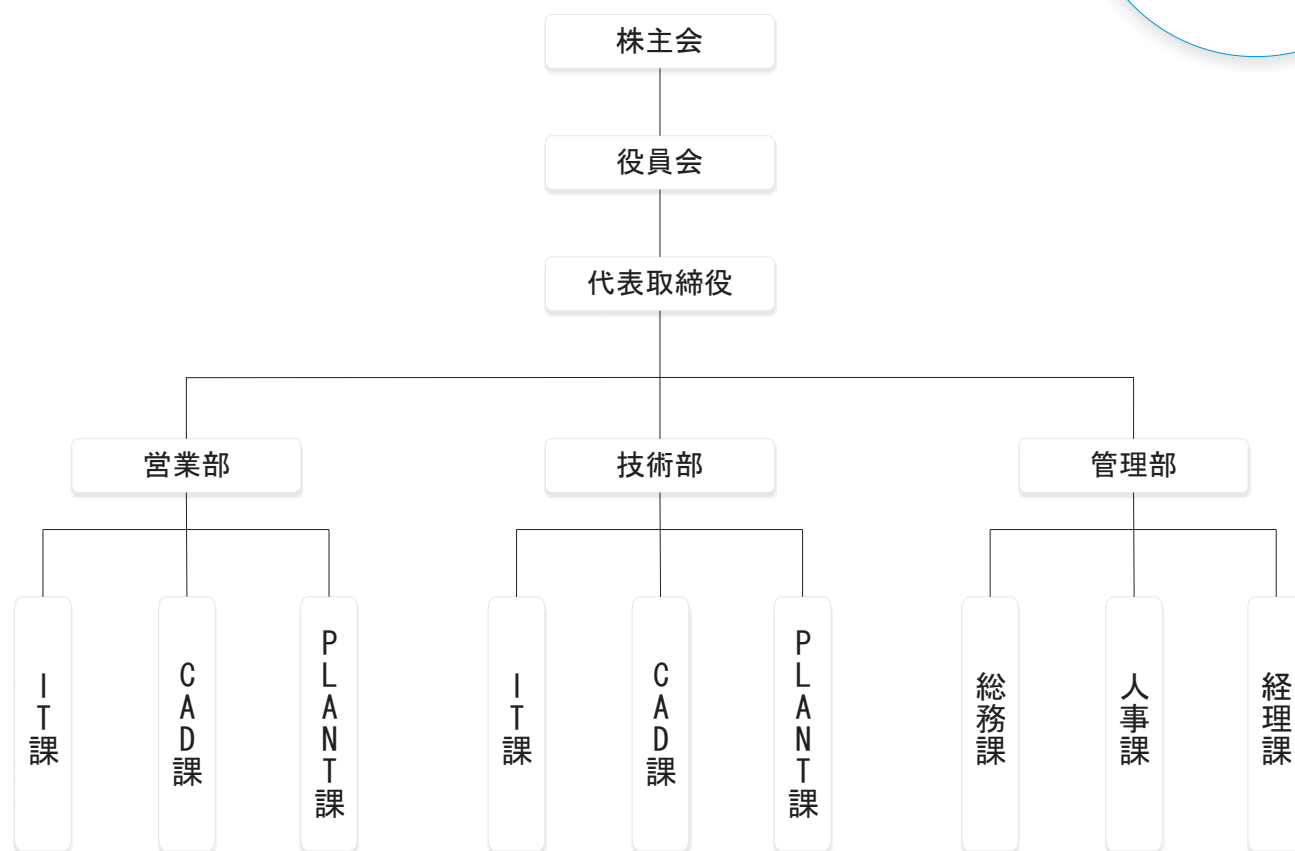 株主会
役員会
代表取締役
営業部
技術部
管理部
IT課
CAD課
PLANT課
IT課
CAD課
PLANT課
総務課
人事課
経理課